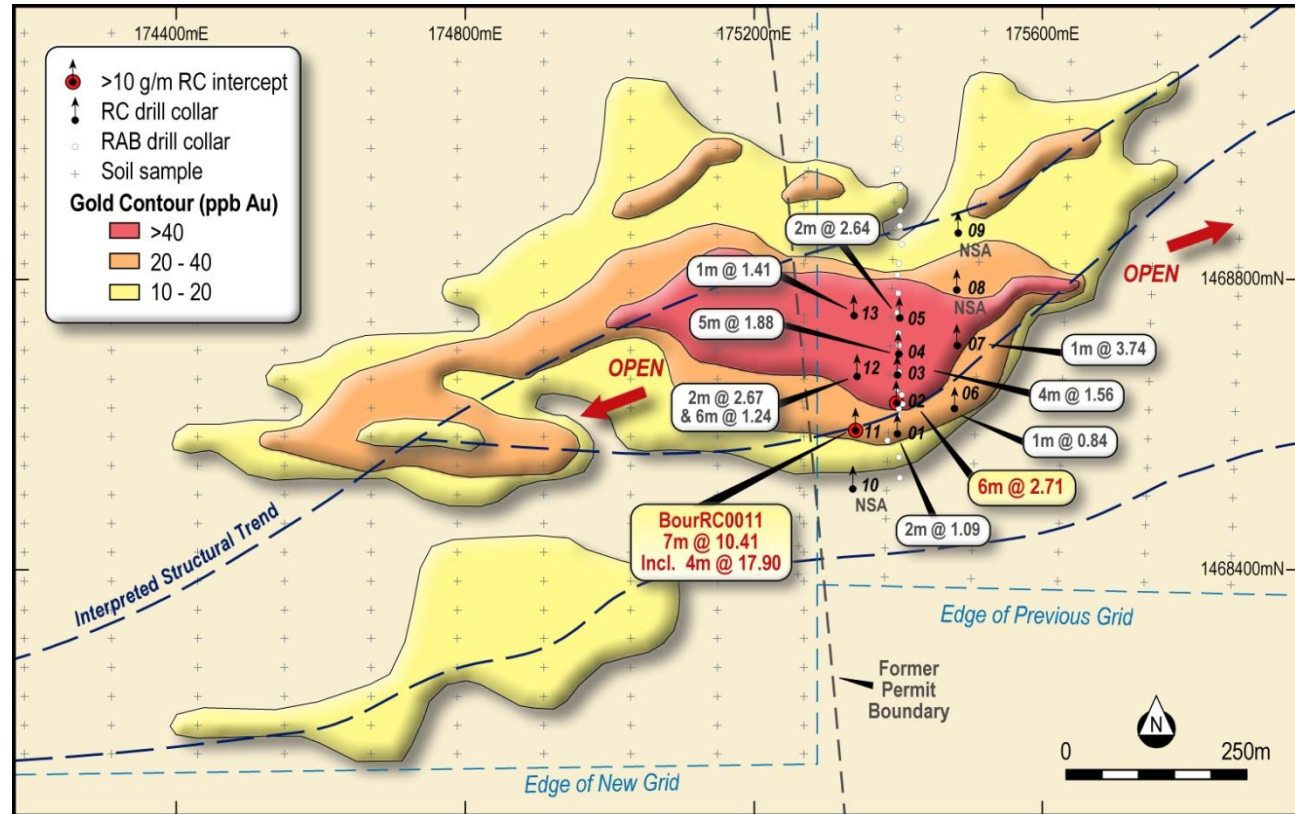 174400mE
174800mE
175200mE
175600mE
>10 g/m RC intercept
RC drill collar
RAB drill collar
Soil sample
Gold Contour (ppb Au)
>40
20 - 40
10 - 20
2m @ 2.64
09
NSA
OPEN
1m @ 1.41
1468800mN
08
NSA
13
05
5m @ 1.88
04
07
1m @ 3.74
OPEN
12
03
4m @ 1.56
2m @ 2.67
& 6m @ 1.24
02
06
11
01
1m @ 0.84
10
NSA
6m @ 2.71
2m @ 1.09
BourRC0011
7m @ 10.41
Incl. 4m @ 17.90
Interpreted Structural Trend
1468400mN
Edge of Previous Grid
Former
Permit
Boundary
N
0
250m
Edge of New Grid